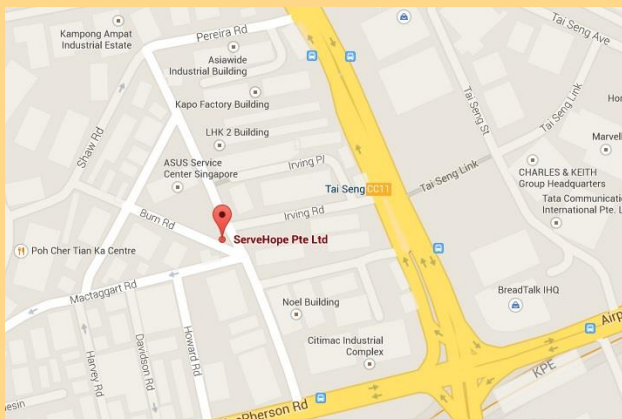 Kampong Ampat
Industrial Estate
Pereira Rd
Asiawide
Industrial Building
Tai Seng Ave
Kapo Factory Building
Tai Seng St
Tai Seng Link
Shaw Rd
LHK 2 Building
Marvell
ASUS Service
Center Singapore
Irving Pl
Tai Seng CC11
Tai Seng Link
CHARLES & KEITH
Group Headquarters
Tata Communicatio
International Pte. L
Burn Rd
Irving Rd
ServeHope Pte Ltd
Poh Cher Tian Ka Centre
Mactaggart Rd
Noel Building
BreadTalk IHQ
Harvey Rd
Davidson Rd
Howard Rd
Citimac Industrial
Complex
Airp
KPE
pherson Rd